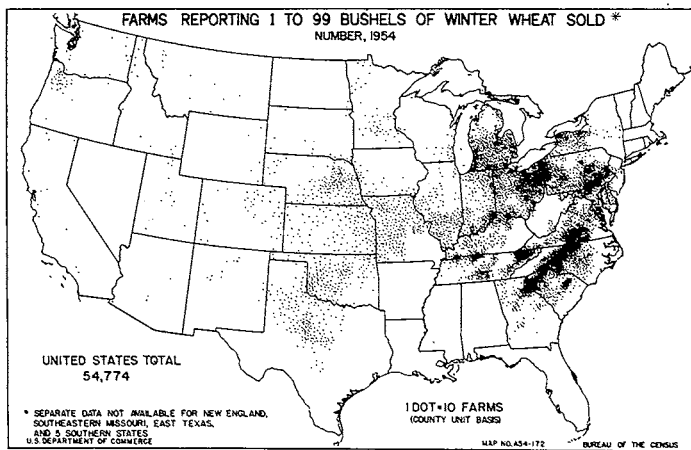 FARMS REPORTING 1 TO 99 BUSHELS OF WINTER WHEAT SOLD *
NUMBER, 1954
UNITED STATES TOTAL
54,774
* SEPARATE DATA NOT AVAILABLE FOR NEW ENGLAND,
SOUTHEASTERN MISSOURI, EAST TEXAS,
AND 5 SOUTHERN STATES
U.S. DEPARTMENT OF COMMERCE
1 DOT=10 FARMS
(COUNTY UNIT BASIS)
MAP NO. A54-172
BUREAU OF THE CENSUS